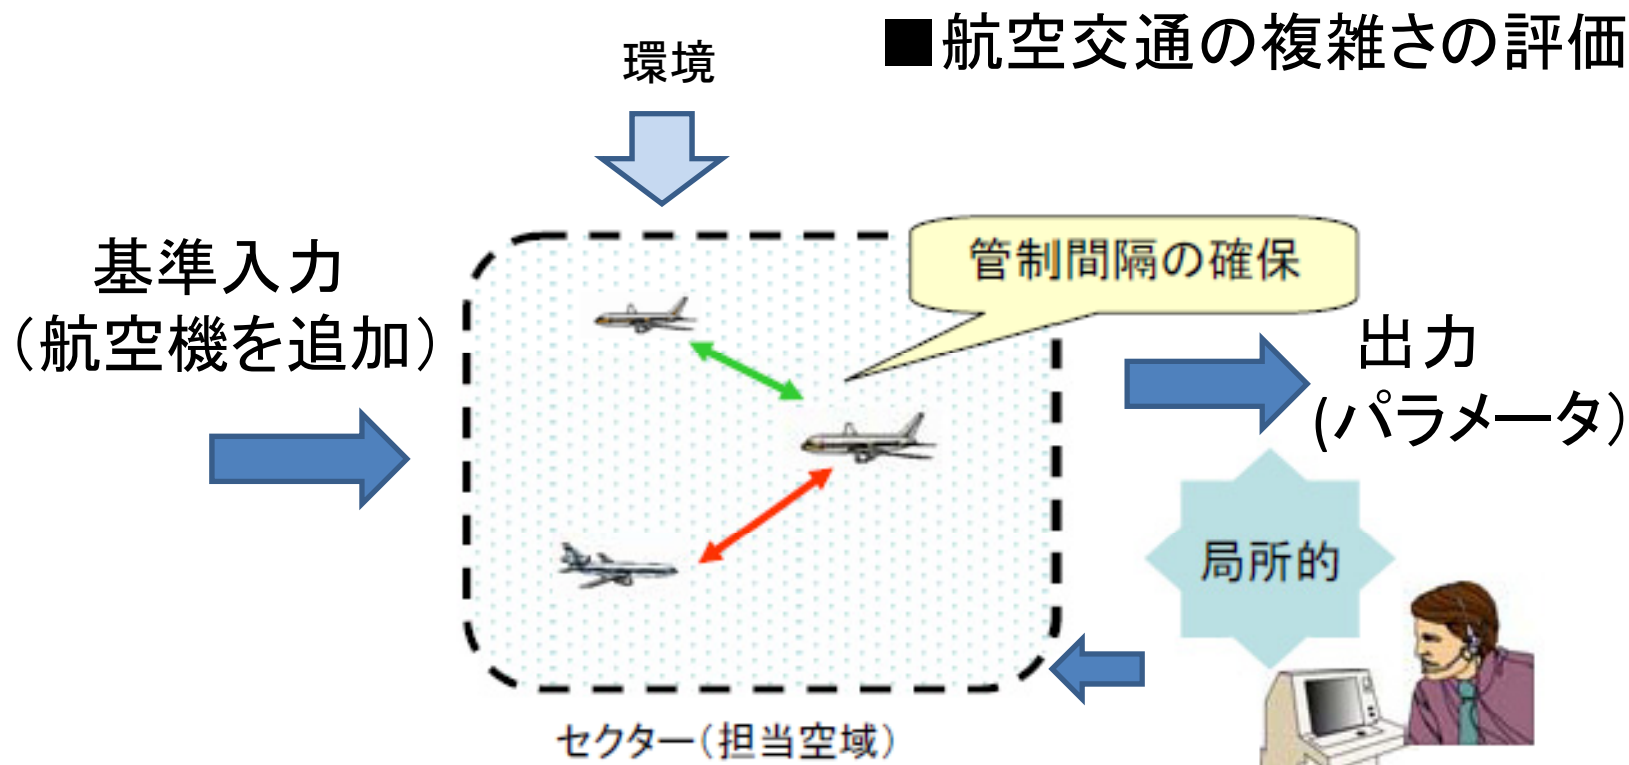 ■航空交通の複雑さの評価
環境
管制間隔の確保
基準入力
（航空機を追加）
出力
(パラメータ）
局所的
セクター（担当空域）